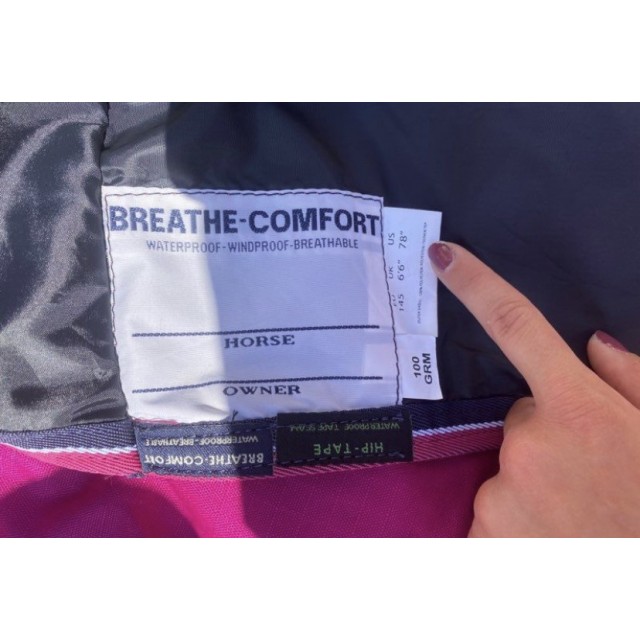 BREATHE-COMFORT
WATERPROOF-WINDPROOF-BREATHABLE
HORSE
OWNER
US 78"
UK 6'6"
EU 145
100
GRM
BREATHE-COMFORT
WATERPROOF-BREATHABLE
HIP-TAPE
WATERPROOF TAPE SEAM